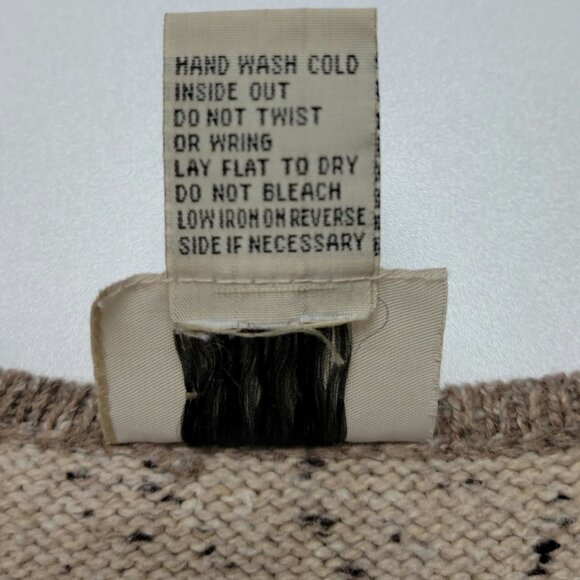 HAND WASH COLD
INSIDE OUT
DO NOT TWIST
OR WRING
LAY FLAT TO DRY
DO NOT BLEACH
LOW IRON ON REVERSE
SIDE IF NECESSARY